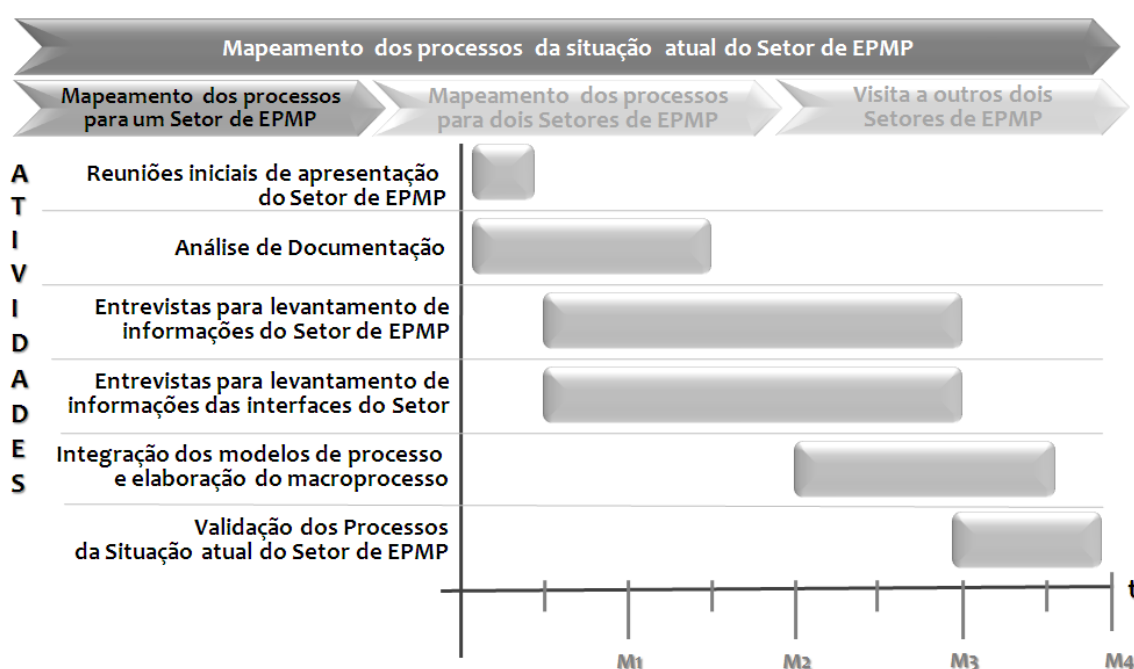 Mapeamento dos processos da situação atual do Setor de EPMP
Mapeamento dos processos
para um Setor de EPMP
Mapeamento dos processos
para dois Setores de EPMP
Visita a outros dois
Setores de EPMP
ATIVIDADES
Reuniões iniciais de apresentação
do Setor de EPMP
Análise de Documentação
Entrevistas para levantamento de
informações do Setor de EPMP
Entrevistas para levantamento de
informações das interfaces do Setor
Integração dos modelos de processo
e elaboração do macroprocesso
Validação dos Processos
da Situação atual do Setor de EPMP
t
M1 M2 M3 M4